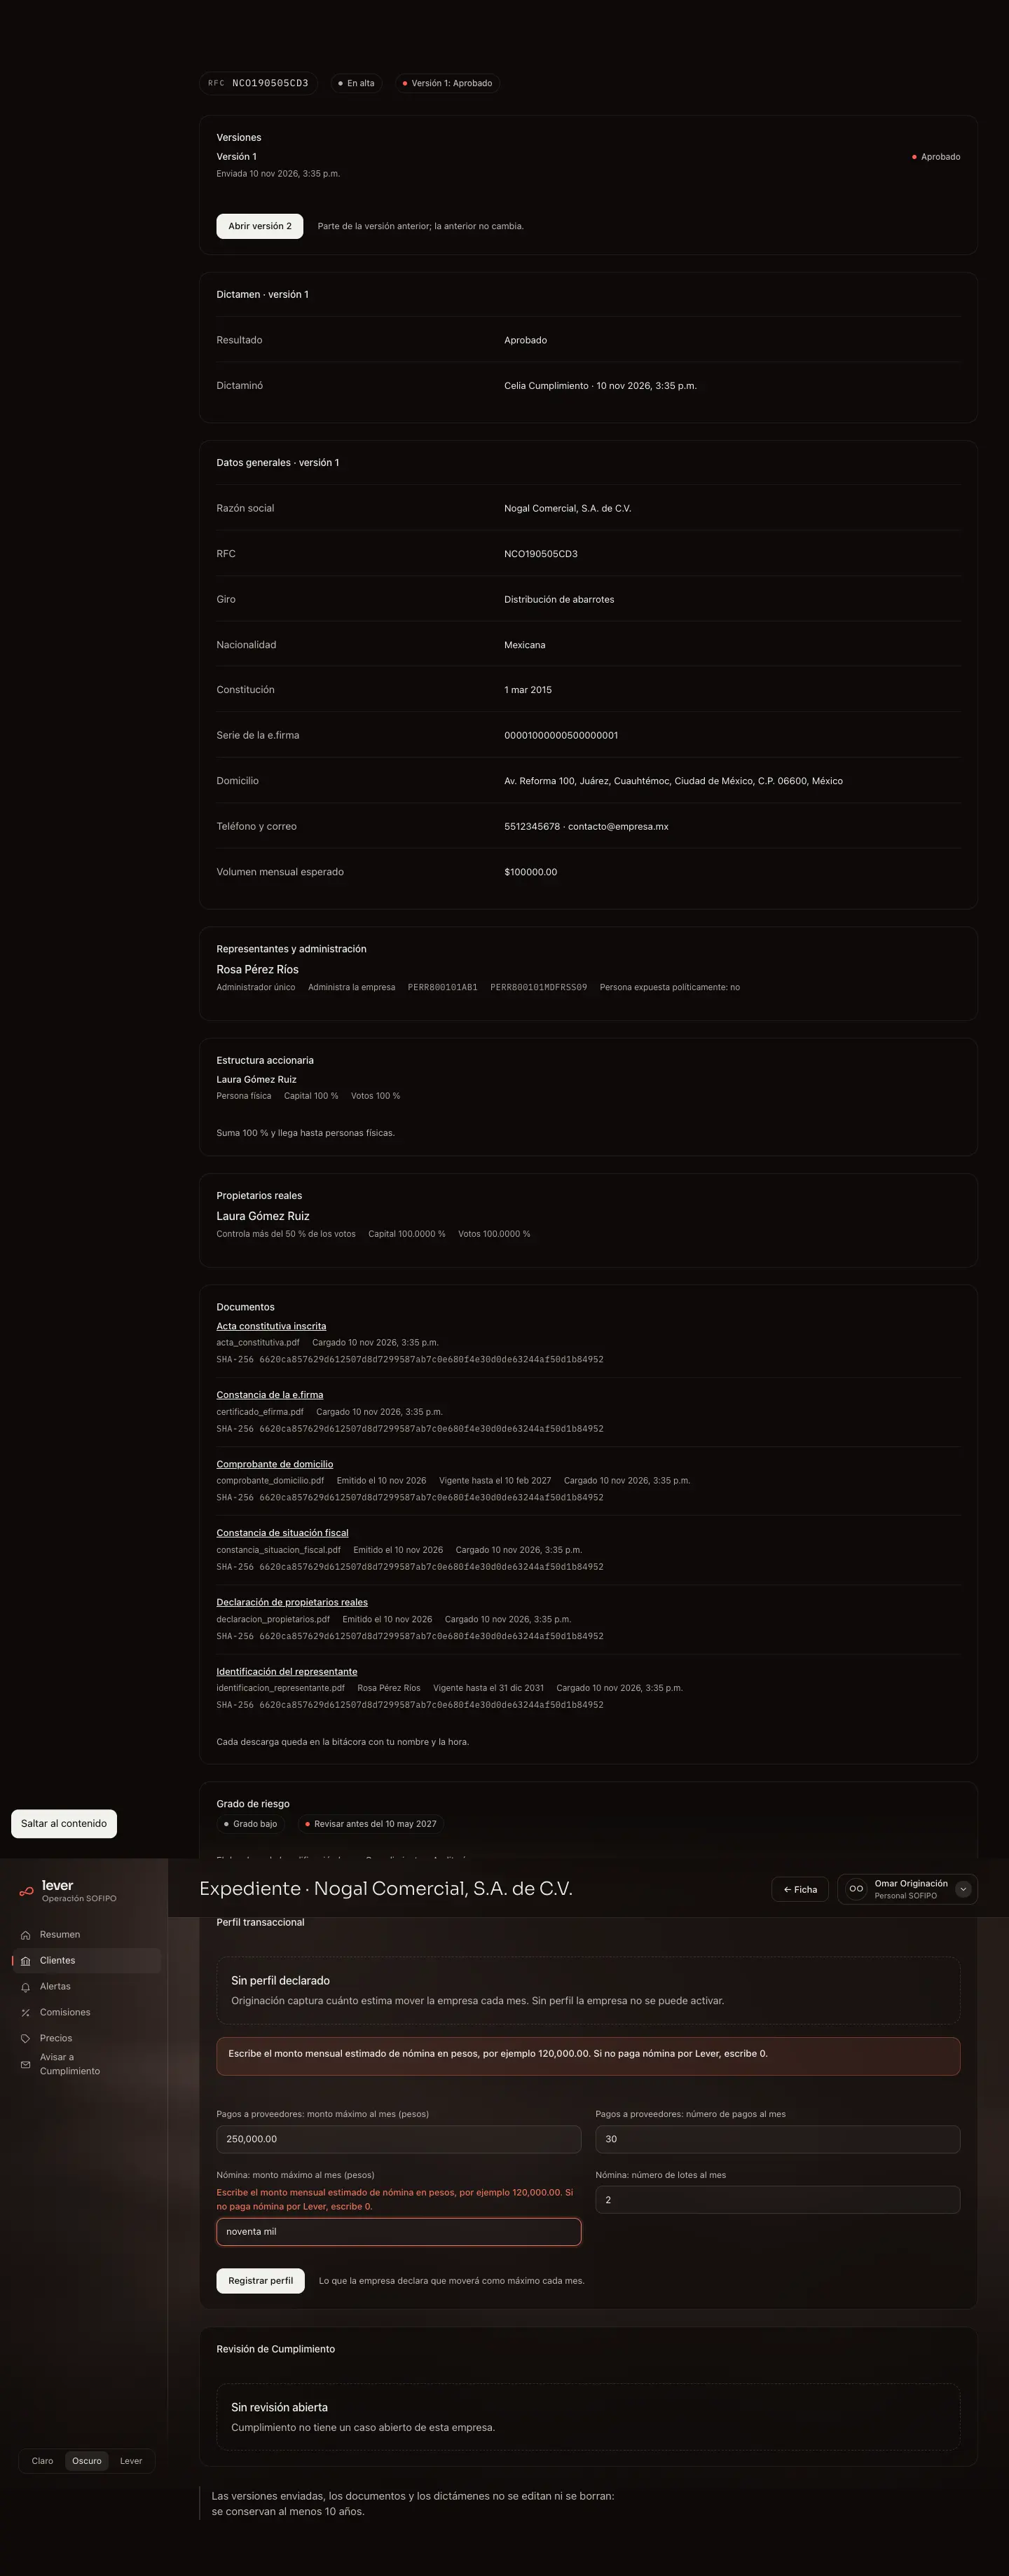 RFC NCO190505CD3
En alta
Versión 1: Aprobado
Versiones
Versión 1
Aprobado
Enviada 10 nov 2026, 3:35 p.m.
Abrir versión 2
Parte de la versión anterior; la anterior no cambia.
Dictamen · versión 1
Resultado
Aprobado
Dictaminó
Celia Cumplimiento · 10 nov 2026, 3:35 p.m.
Datos generales · versión 1
Razón social
Nogal Comercial, S.A. de C.V.
RFC
NCO190505CD3
Giro
Distribución de abarrotes
Nacionalidad
Mexicana
Constitución
1 mar 2015
Serie de la e.firma
00001000000500000001
Domicilio
Av. Reforma 100, Juárez, Cuauhtémoc, Ciudad de México, C.P. 06600, México
Teléfono y correo
5512345678 · contacto@empresa.mx
Volumen mensual esperado
$100000.00
Representantes y administración
Rosa Pérez Ríos
Administrador único Administra la empresa PERR800101AB1 PERR800101MDFRSS09 Persona expuesta políticamente: no
Estructura accionaria
Laura Gómez Ruiz
Persona física Capital 100 % Votos 100 %
Suma 100 % y llega hasta personas físicas.
Propietarios reales
Laura Gómez Ruiz
Controla más del 50 % de los votos Capital 100.0000 % Votos 100.0000 %
Documentos
Acta constitutiva inscrita
acta_constitutiva.pdf Cargado 10 nov 2026, 3:35 p.m.
SHA-256 6620ca857629d612507d8d7299587ab7c0e680f4e30d0de63244af50d1b84952
Constancia de la e.firma
certificado_efirma.pdf Cargado 10 nov 2026, 3:35 p.m.
SHA-256 6620ca857629d612507d8d7299587ab7c0e680f4e30d0de63244af50d1b84952
Comprobante de domicilio
comprobante_domicilio.pdf Emitido el 10 nov 2026 Vigente hasta el 10 feb 2027 Cargado 10 nov 2026, 3:35 p.m.
SHA-256 6620ca857629d612507d8d7299587ab7c0e680f4e30d0de63244af50d1b84952
Constancia de situación fiscal
constancia_situacion_fiscal.pdf Emitido el 10 nov 2026 Cargado 10 nov 2026, 3:35 p.m.
SHA-256 6620ca857629d612507d8d7299587ab7c0e680f4e30d0de63244af50d1b84952
Declaración de propietarios reales
declaracion_propietarios.pdf Emitido el 10 nov 2026 Cargado 10 nov 2026, 3:35 p.m.
SHA-256 6620ca857629d612507d8d7299587ab7c0e680f4e30d0de63244af50d1b84952
Identificación del representante
identificacion_representante.pdf Rosa Pérez Ríos Vigente hasta el 31 dic 2031 Cargado 10 nov 2026, 3:35 p.m.
SHA-256 6620ca857629d612507d8d7299587ab7c0e680f4e30d0de63244af50d1b84952
Cada descarga queda en la bitácora con tu nombre y la hora.
Grado de riesgo
Grado bajo
Revisar antes del 10 may 2027
Saltar al contenido
lever
Operación SOFIPO
Resumen
Clientes
Alertas
Comisiones
Precios
Avisar a
Cumplimiento
Claro
Oscuro
Lever
Expediente · Nogal Comercial, S.A. de C.V.
← Ficha
OO
Omar Originación
Personal SOFIPO
Perfil transaccional
Sin perfil declarado
Originación captura cuánto estima mover la empresa cada mes. Sin perfil la empresa no se puede activar.
Escribe el monto mensual estimado de nómina en pesos, por ejemplo 120,000.00. Si no paga nómina por Lever, escribe 0.
Pagos a proveedores: monto máximo al mes (pesos)
250,000.00
Pagos a proveedores: número de pagos al mes
30
Nómina: monto máximo al mes (pesos)
Escribe el monto mensual estimado de nómina en pesos, por ejemplo 120,000.00. Si
no paga nómina por Lever, escribe 0.
noventa mil
Nómina: número de lotes al mes
2
Registrar perfil
Lo que la empresa declara que moverá como máximo cada mes.
Revisión de Cumplimiento
Sin revisión abierta
Cumplimiento no tiene un caso abierto de esta empresa.
Las versiones enviadas, los documentos y los dictámenes no se editan ni se borran:
se conservan al menos 10 años.